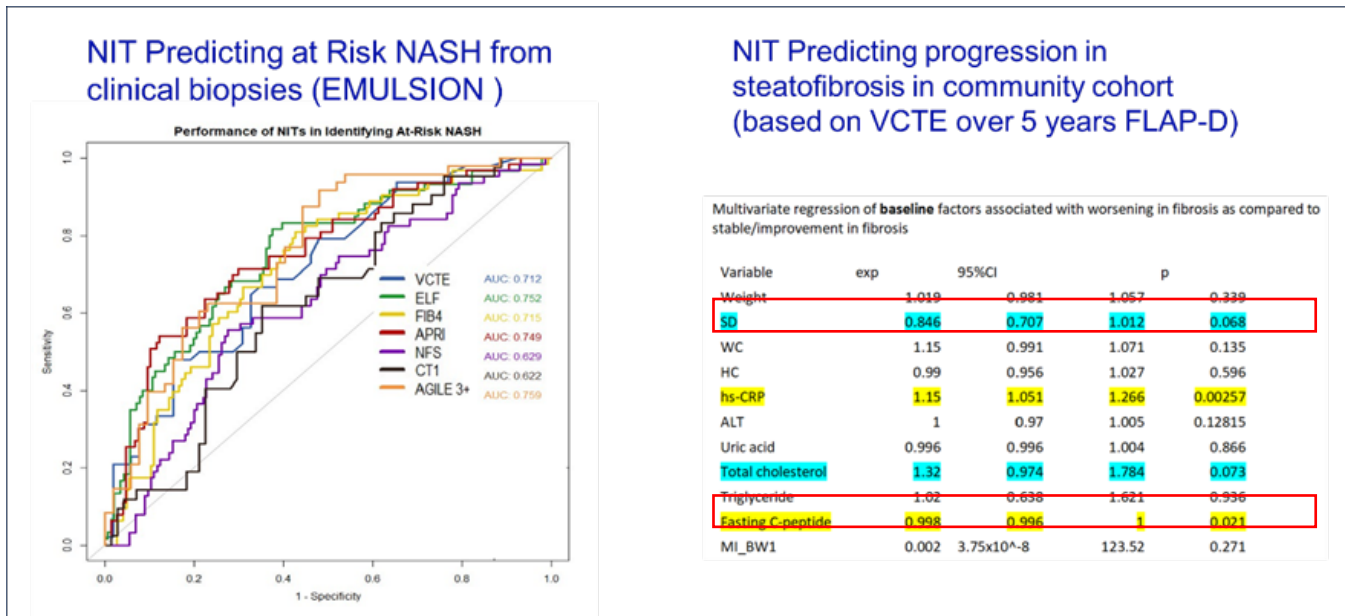 NIT Predicting at Risk NASH from
clinical biopsies (EMULSION )
Performance of NITs in Identifying At-Risk NASH
Sensitivity
1.0
0.8
0.6
0.4
0.2
0.0
VCTE AUC: 0.712
ELF AUC: 0.752
FIB4 AUC: 0.715
APRI AUC: 0.749
NFS AUC: 0.629
CT1 AUC: 0.622
AGILE 3+ AUC: 0.759
0.0 0.2 0.4 0.6 0.8 1.0
1 - Specificity
NIT Predicting progression in
steatofibrosis in community cohort
(based on VCTE over 5 years FLAP-D)
Multivariate regression of baseline factors associated with worsening in fibrosis as compared to
stable/improvement in fibrosis
Variable exp 95%CI p
Weight 1.019 0.981 1.057 0.339
SD 0.846 0.707 1.012 0.068
WC 1.15 0.991 1.071 0.135
HC 0.99 0.956 1.027 0.596
hs-CRP 1.15 1.051 1.266 0.00257
ALT 1 0.97 1.005 0.12815
Uric acid 0.996 0.996 1.004 0.866
Total cholesterol 1.32 0.974 1.784 0.073
Triglyceride 1.02 0.638 1.621 0.936
Fasting C-peptide 0.998 0.996 1 0.021
MI_BW1 0.002 3.75x10^-8 123.52 0.271